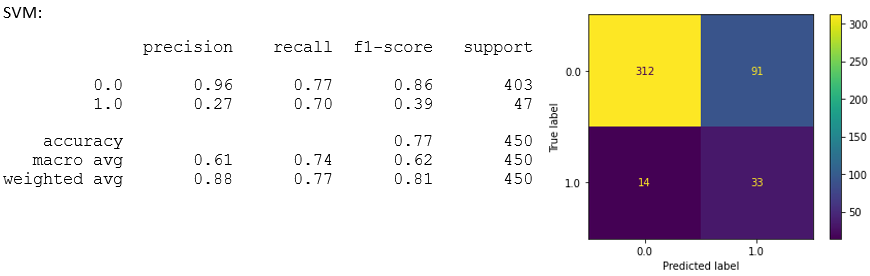 SVM:
precision recall f1-score support
0.0 0.96 0.77 0.86 403
1.0 0.27 0.70 0.39 47
accuracy 0.77 450
macro avg 0.61 0.74 0.62 450
weighted avg 0.88 0.77 0.81 450
True label
0.0 312 91
1.0 14 33
0.0 1.0
Predicted label
300
250
200
150
100
50